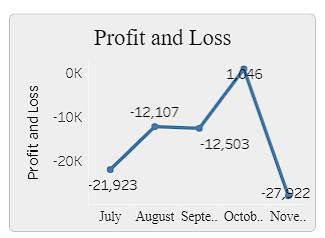 Profit and Loss
Profit and Loss
0K
-10K
-20K
-21,923
-12,107
-12,503
1,046
-27,922
July August Septe.. Octob.. Nove..